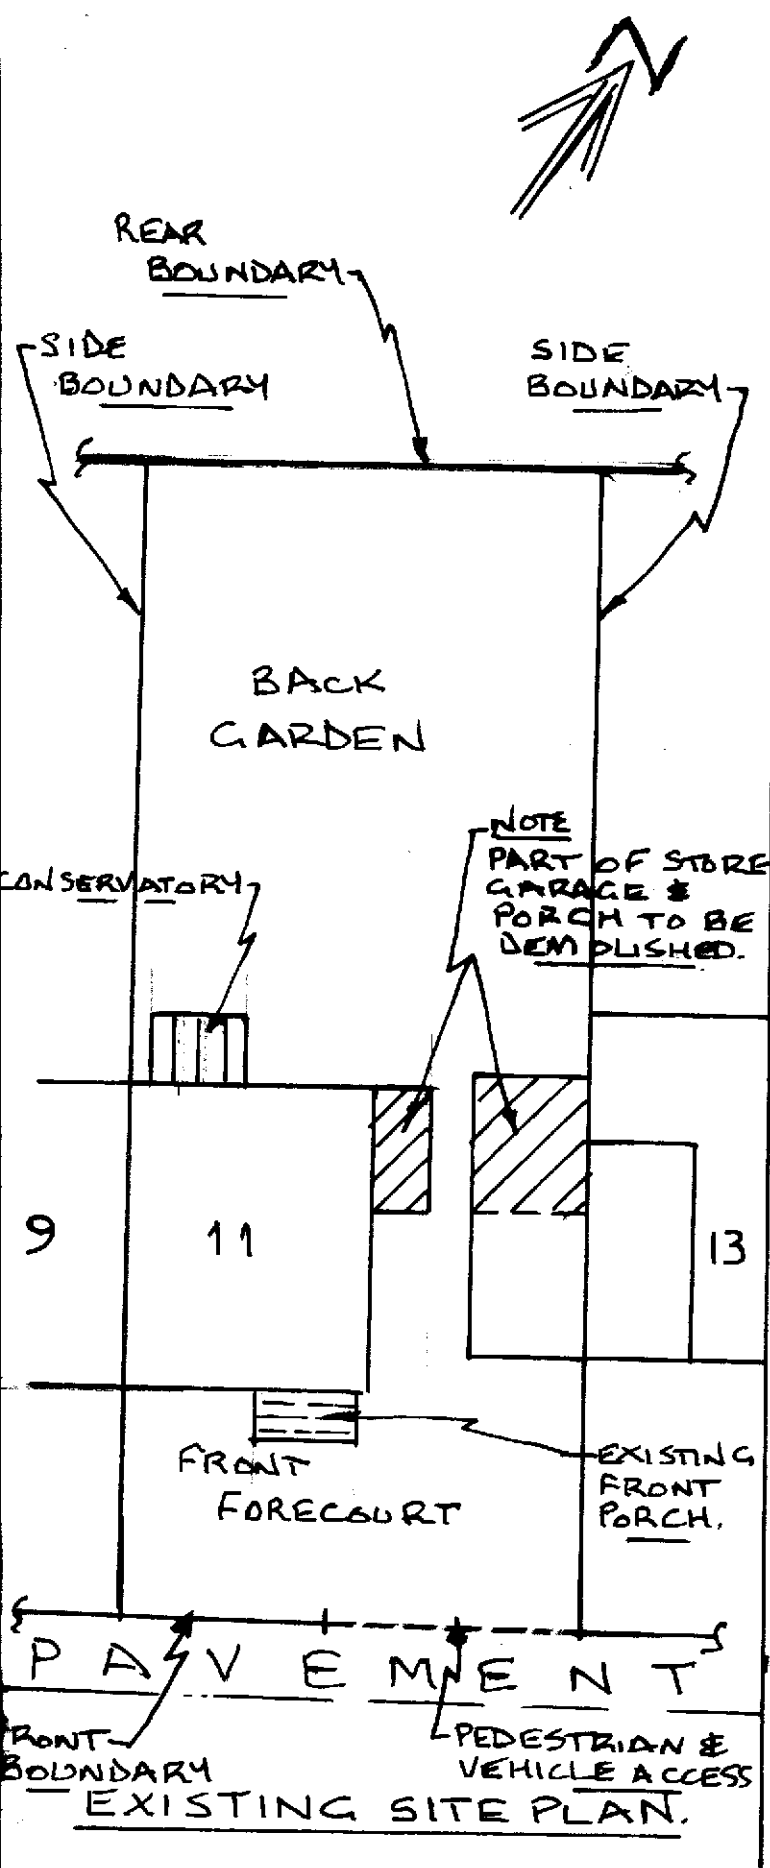 N
REAR
BOUNDARY
SIDE
BOUNDARY
SIDE
BOUNDARY
BACK
GARDEN
NOTE
PART OF STORE
GARAGE &
PORCH TO BE
DEMOLISHED.
CONSERVATORY
9
11
13
FRONT
FORECOURT
EXISTING
FRONT
PORCH.
PAVEMENT
FRONT
BOUNDARY
PEDESTRIAN &
VEHICLE ACCESS
EXISTING SITE PLAN.